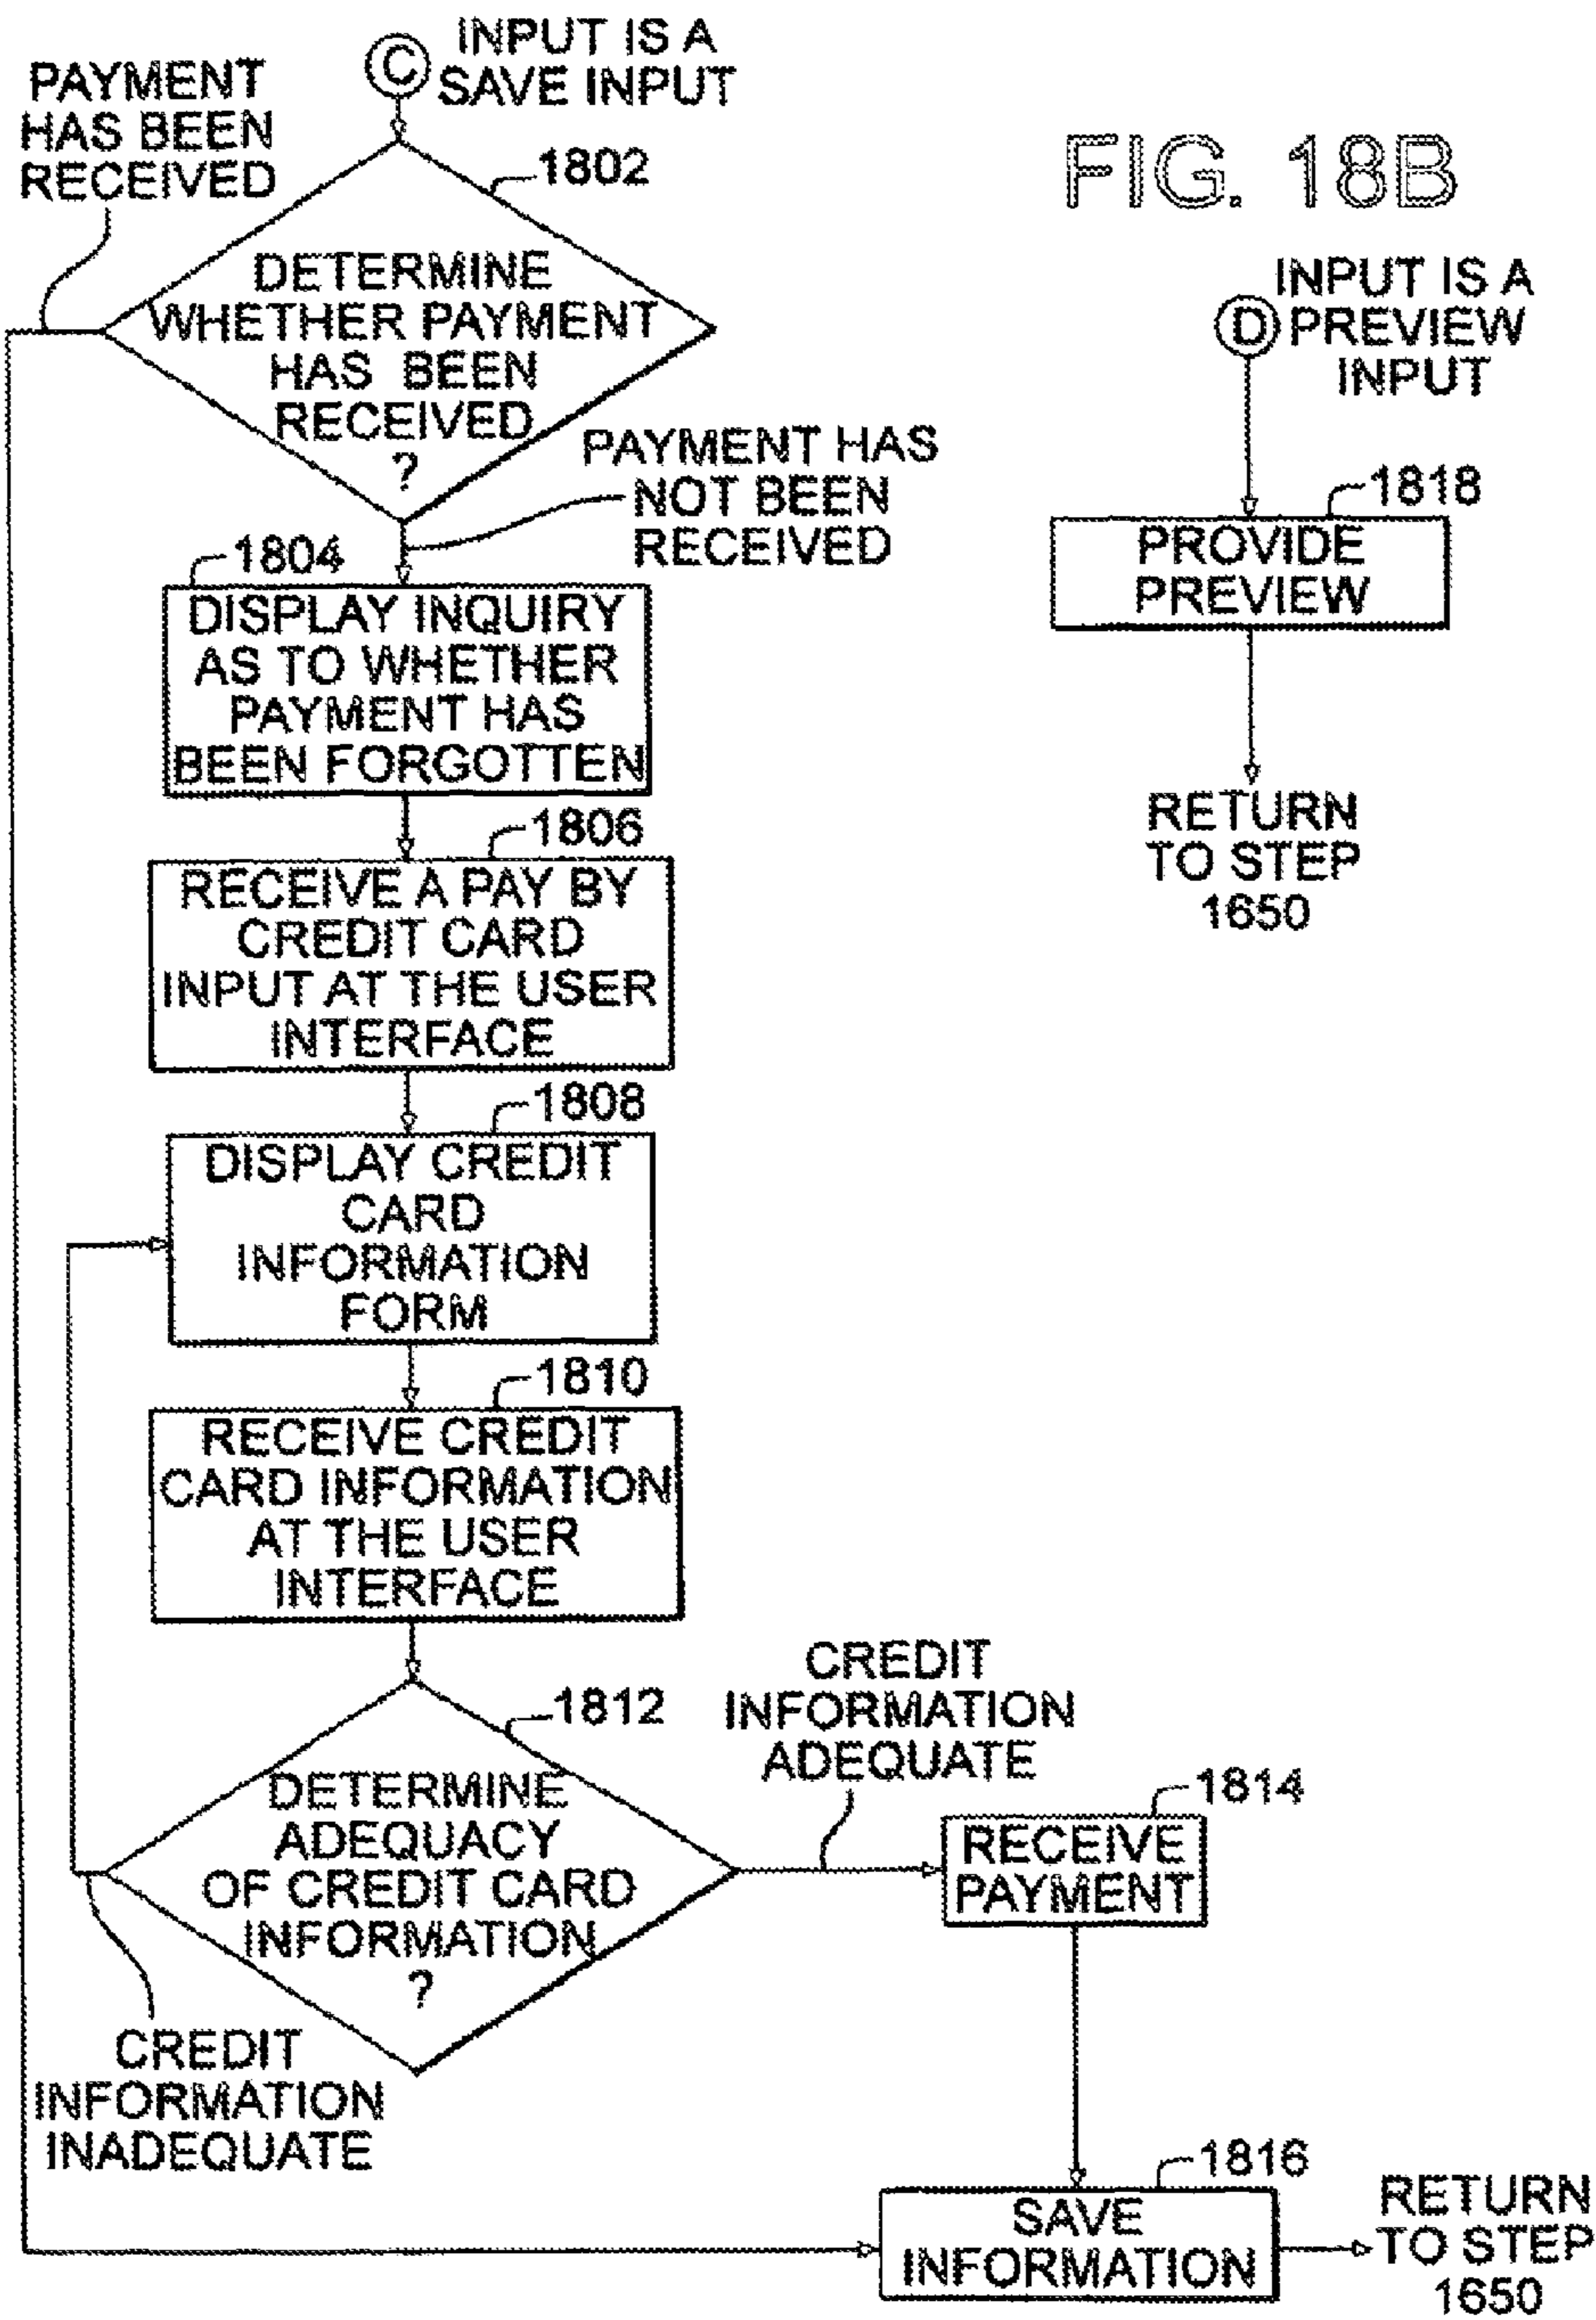 PAYMENT
HAS BEEN
RECEIVED
C
INPUT IS A
SAVE INPUT
1802
DETERMINE
WHETHER PAYMENT
HAS BEEN
RECEIVED
?
PAYMENT HAS
NOT BEEN
RECEIVED
1804
DISPLAY INQUIRY
AS TO WHETHER
PAYMENT HAS
BEEN FORGOTTEN
1806
RECEIVE A PAY BY
CREDIT CARD
INPUT AT THE USER
INTERFACE
1808
DISPLAY CREDIT
CARD
INFORMATION
FORM
1810
RECEIVE CREDIT
CARD INFORMATION
AT THE USER
INTERFACE
1812
DETERMINE
ADEQUACY
OF CREDIT CARD
INFORMATION
?
CREDIT
INFORMATION
INADEQUATE
CREDIT
INFORMATION
ADEQUATE
1814
RECEIVE
PAYMENT
1816
SAVE
INFORMATION
RETURN
TO STEP
1650
FIG. 18B
INPUT IS A
D PREVIEW
INPUT
1818
PROVIDE
PREVIEW
RETURN
TO STEP
1650